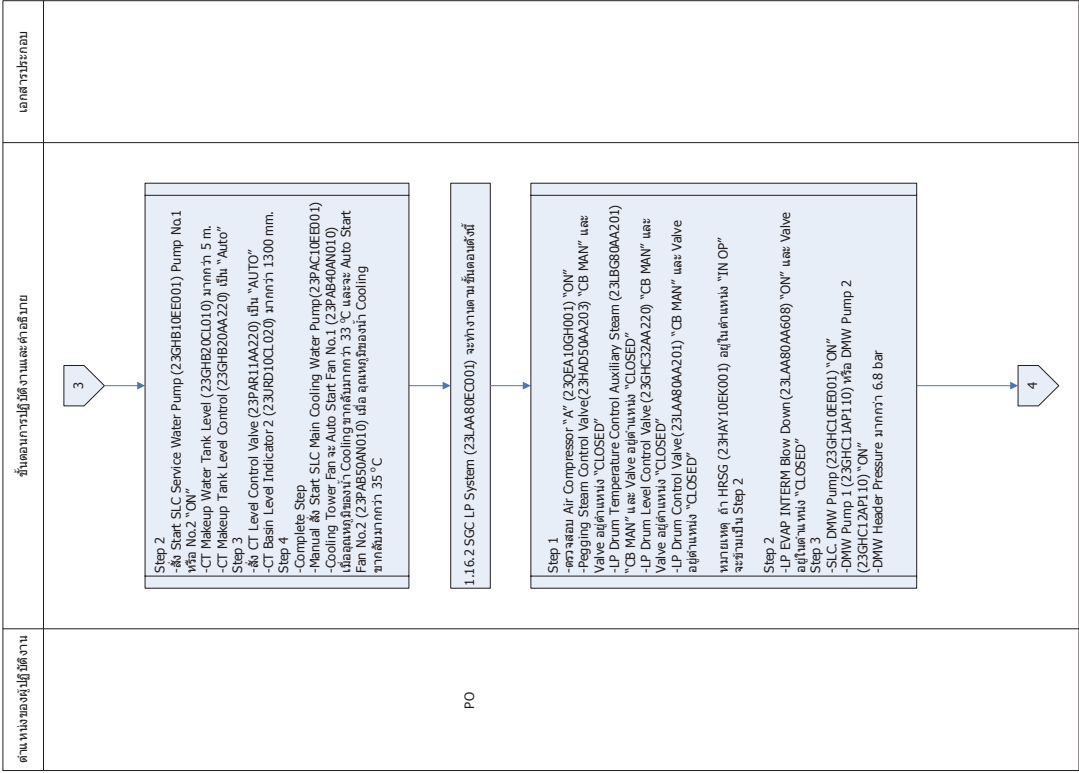 ตำแหน่งของผู้ปฏิบัติงาน
ขั้นตอนการปฏิบัติงานและคำอธิบาย
เอกสารประกอบ
3
Step 2
-สั่ง Start SLC Service Water Pump (23GHB10EE001) Pump No.1
หรือ No.2 "ON"
-CT Makeup Water Tank Level (23GHB20CL010) มากกว่า 5 m.
-CT Makeup Tank Level Control (23GHB20AA220) เป็น "Auto"
Step 3
-สั่ง CT Level Control Valve (23PAR11AA220) เป็น "AUTO"
-CT Basin Level Indicator 2 (23URD10CL020) มากกว่า 1300 mm.
Step 4
-Complete Step
-Manual สั่ง Start SLC Main Cooling Water Pump(23PAC10EE001)
-Cooling Tower Fan จะ Auto Start Fan No.1 (23PAB40AN010)
เมื่ออุณหภูมิของน้ำ Cooling ขากลับมากกว่า 33 °C และจะ Auto Start
Fan No.2 (23PAB50AN010) เมื่อ อุณหภูมิของน้ำ Cooling
ขากลับมากกว่า 35 °C
PO
1.16.2 SGC LP System (23LAA80EC001) จะทำงานตามขั้นตอนดังนี้
Step 1
-ตรวจสอบ Air Compressor "A" (23QEA10GH001) "ON"
-Pegging Steam Control Valve(23HAD50AA203) "CB MAN" และ
Valve อยู่ตำแหน่ง "CLOSED"
-LP Drum Temperature Control Auxiliary Steam (23LBG80AA201)
"CB MAN" และ Valve อยู่ตำแหน่ง "CLOSED"
-LP Drum Level Control Valve (23GHC32AA220) "CB MAN" และ
Valve อยู่ตำแหน่ง "CLOSED"
-LP Drum Control Valve(23LAA80AA201) "CB MAN" และ Valve
อยู่ตำแหน่ง "CLOSED"
หมายเหตุ ถ้า HRSG (23HAY10EK001) อยู่ในตำแหน่ง "IN OP"
จะข้ามเป็น Step 2
Step 2
-LP EVAP INTERM Blow Down (23LAA80AA608) "ON" และ Valve
อยู่ในตำแหน่ง "CLOSED"
Step 3
-SLC. DMW Pump (23GHC10EE001) "ON"
-DMW Pump 1 (23GHC11AP110) หรือ DMW Pump 2
(23GHC12AP110) "ON"
-DMW Header Pressure มากกว่า 6.8 bar
4